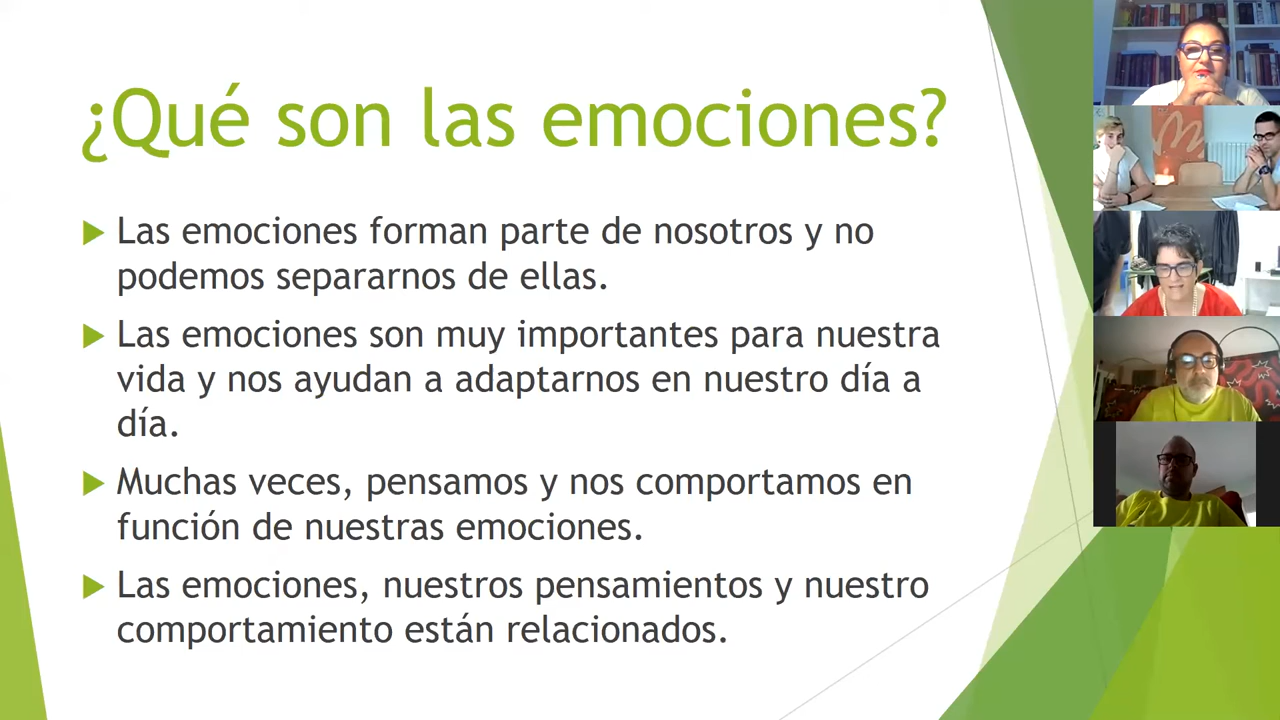 ¿Qué son las emociones?
Las emociones forman parte de nosotros y no
podemos separarnos de ellas.
Las emociones son muy importantes para nuestra
vida y nos ayudan a adaptarnos en nuestro día a
día.
Muchas veces, pensamos y nos comportamos en
función de nuestras emociones.
Las emociones, nuestros pensamientos y nuestro
comportamiento están relacionados.